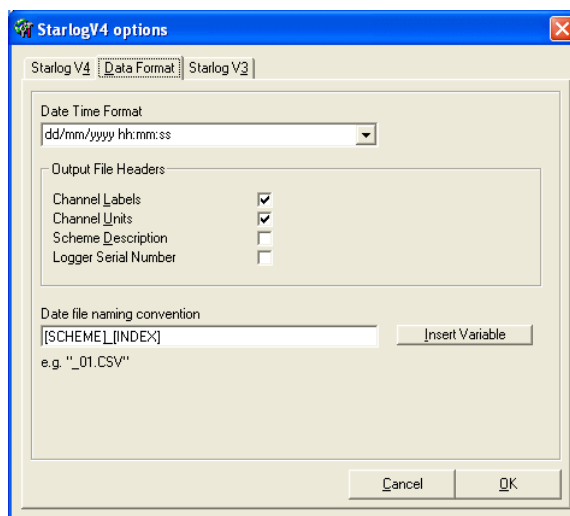 StarlogV4 options
Starlog V4 Data Format Starlog V3
Date Time Format
dd/mm/yyyy hh:mm:ss
Output File Headers
Channel Labels
Channel Units
Scheme Description
Logger Serial Number
Date file naming convention
[SCHEME]_[INDEX] Insert Variable
e.g. "_01.CSV"
Cancel OK